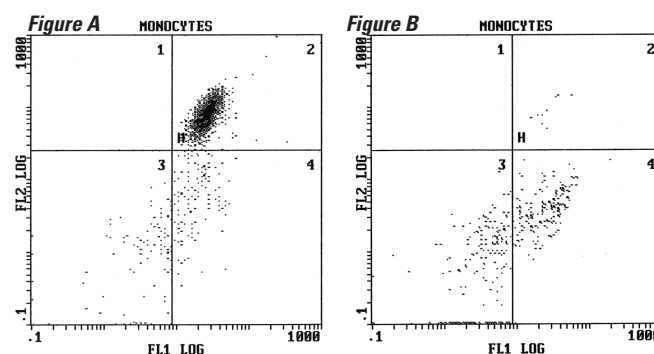 Figure A
MONOCYTES
1000
1
2
H
3
4
FL2 LOG
.1
.1
1000
FL1 LOG
Figure B
MONOCYTES
1000
1
2
H
3
4
FL2 LOG
.1
.1
1000
FL1 LOG